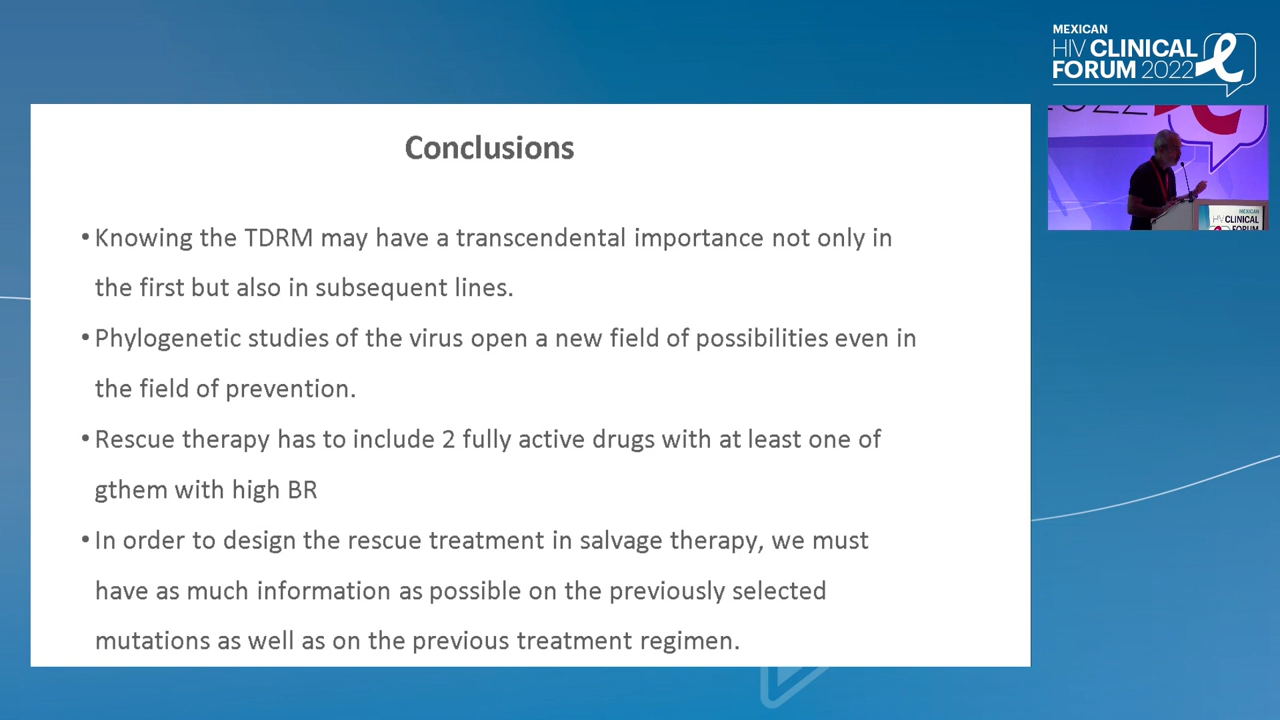 MEXICAN
HIV CLINICAL
FORUM 2022
2022
HIV CLINICAL
FORUM
Conclusions
•Knowing the TDRM may have a transcendental importance not only in
the first but also in subsequent lines.
•Phylogenetic studies of the virus open a new field of possibilities even in
the field of prevention.
•Rescue therapy has to include 2 fully active drugs with at least one of
gthem with high BR
•In order to design the rescue treatment in salvage therapy, we must
have as much information as possible on the previously selected
mutations as well as on the previous treatment regimen.